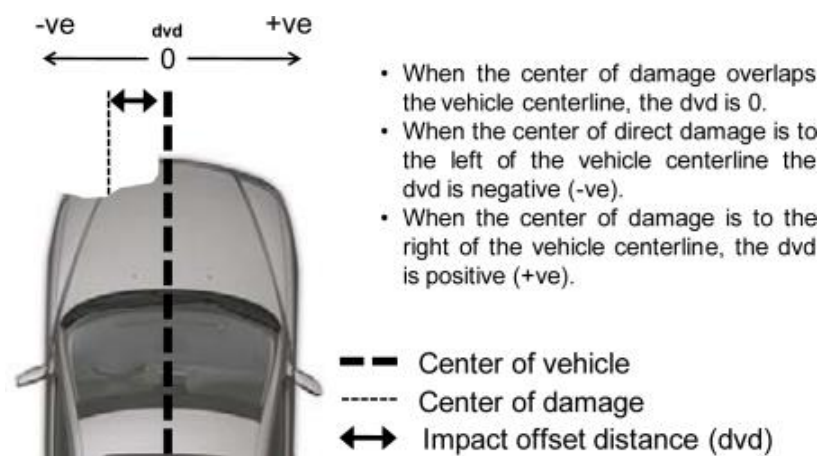 -ve dvd +ve
0
• When the center of damage overlaps
the vehicle centerline, the dvd is 0.
• When the center of direct damage is to
the left of the vehicle centerline the
dvd is negative (-ve).
• When the center of damage is to the
right of the vehicle centerline, the dvd
is positive (+ve).
Center of vehicle
Center of damage
Impact offset distance (dvd)